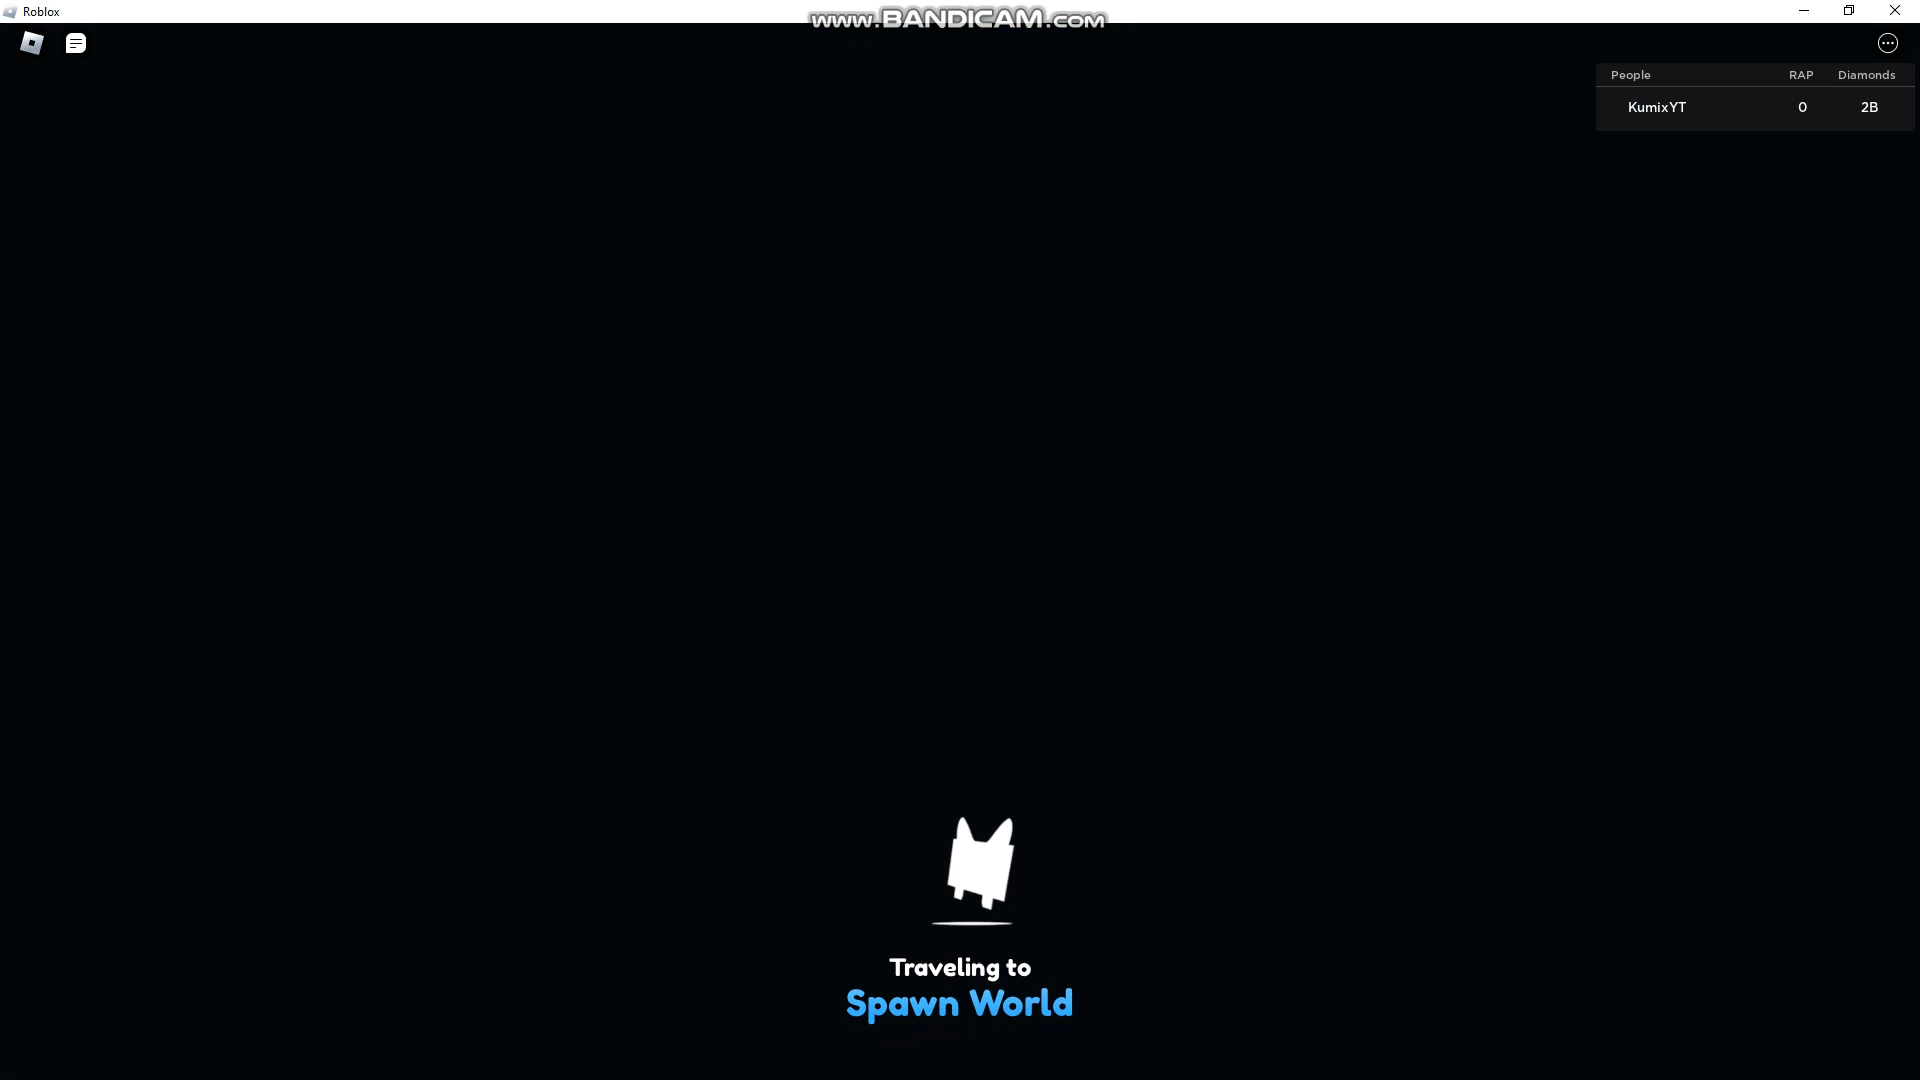 Roblox
www.BANDICAM.com
People RAP Diamonds
KumixYT 0 2B
Traveling to
Spawn World